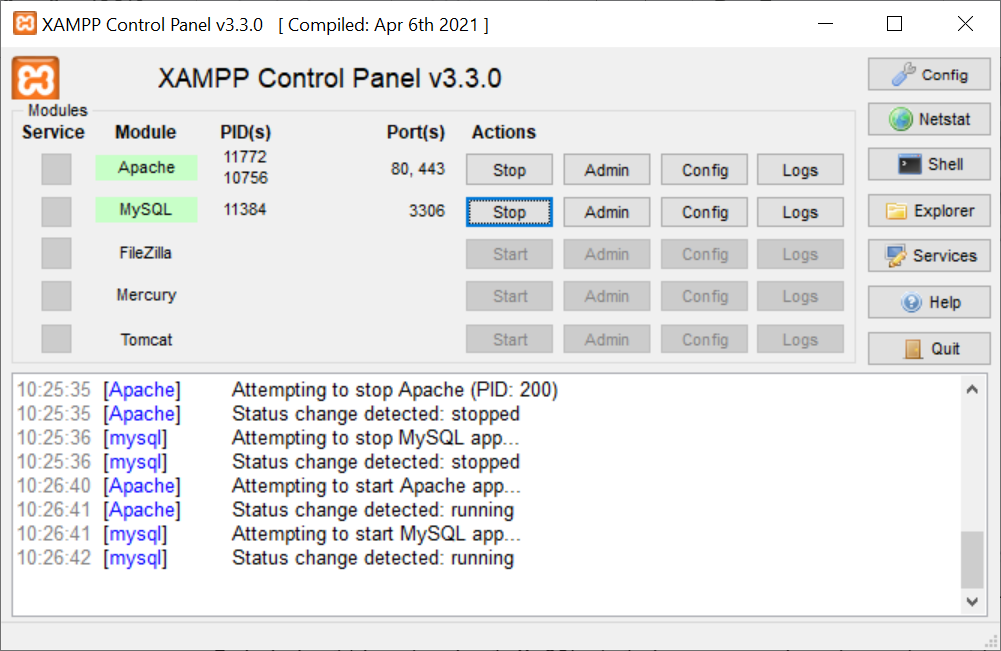 XAMPP Control Panel v3.3.0 [ Compiled: Apr 6th 2021 ]
XAMPP Control Panel v3.3.0
Config
Modules
Service Module PID(s) Port(s) Actions
Netstat
Apache 11772 10756 80, 443 Stop Admin Config Logs
Shell
MySQL 11384 3306 Stop Admin Config Logs
Explorer
FileZilla Start Admin Config Logs
Services
Mercury Start Admin Config Logs
Help
Tomcat Start Admin Config Logs
Quit
10:25:35 [Apache] Attempting to stop Apache (PID: 200)
10:25:35 [Apache] Status change detected: stopped
10:25:36 [mysql] Attempting to stop MySQL app...
10:25:36 [mysql] Status change detected: stopped
10:26:40 [Apache] Attempting to start Apache app...
10:26:41 [Apache] Status change detected: running
10:26:41 [mysql] Attempting to start MySQL app...
10:26:42 [mysql] Status change detected: running